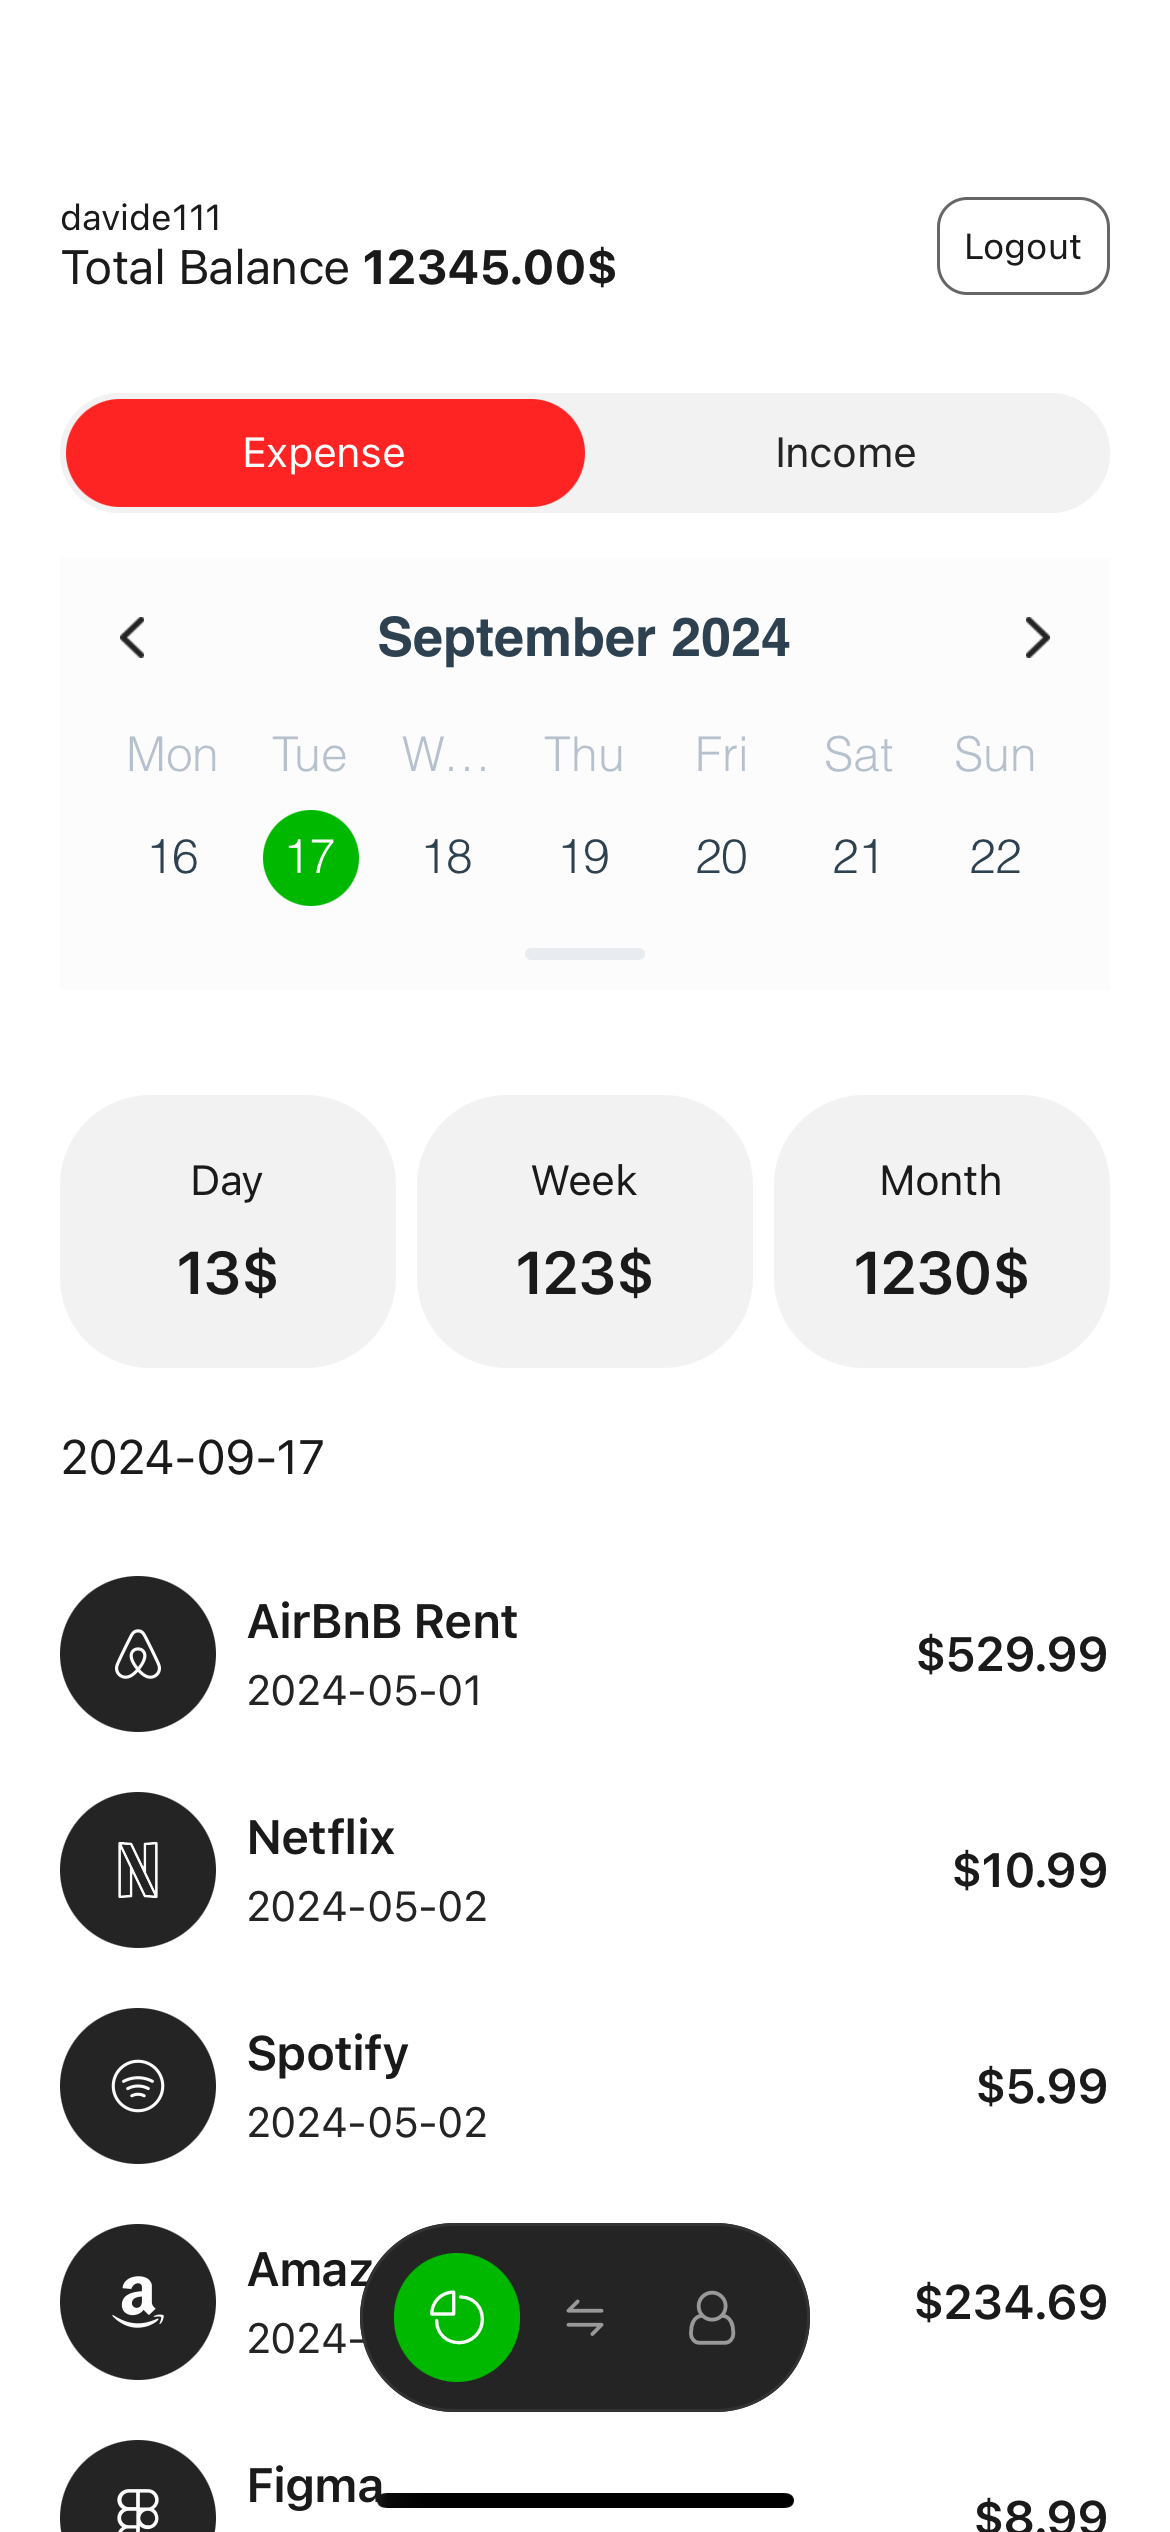 davide111
Total Balance 12345.00$
Logout
Expense
Income
September 2024
Mon Tue W... Thu Fri Sat Sun
16 17 18 19 20 21 22
Day
Week
Month
13$
123$
1230$
2024-09-17
AirBnB Rent
2024-05-01
$529.99
Netflix
2024-05-02
$10.99
Spotify
2024-05-02
$5.99
Amaz
2024-
$234.69
Figma
$8.99